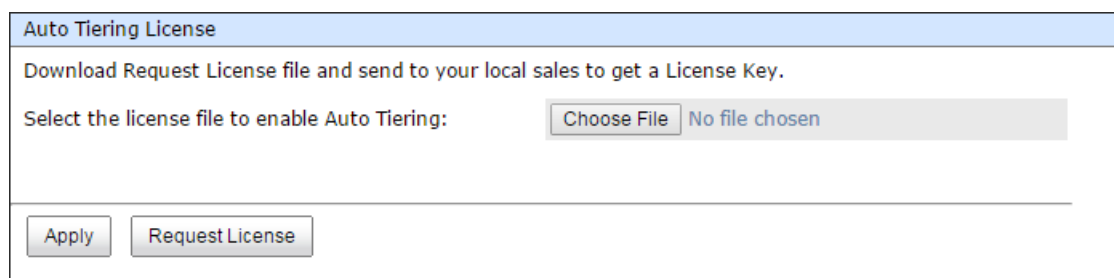 Auto Tiering License
Download Request License file and send to your local sales to get a License Key.
Select the license file to enable Auto Tiering: Choose File No file chosen
Apply Request License